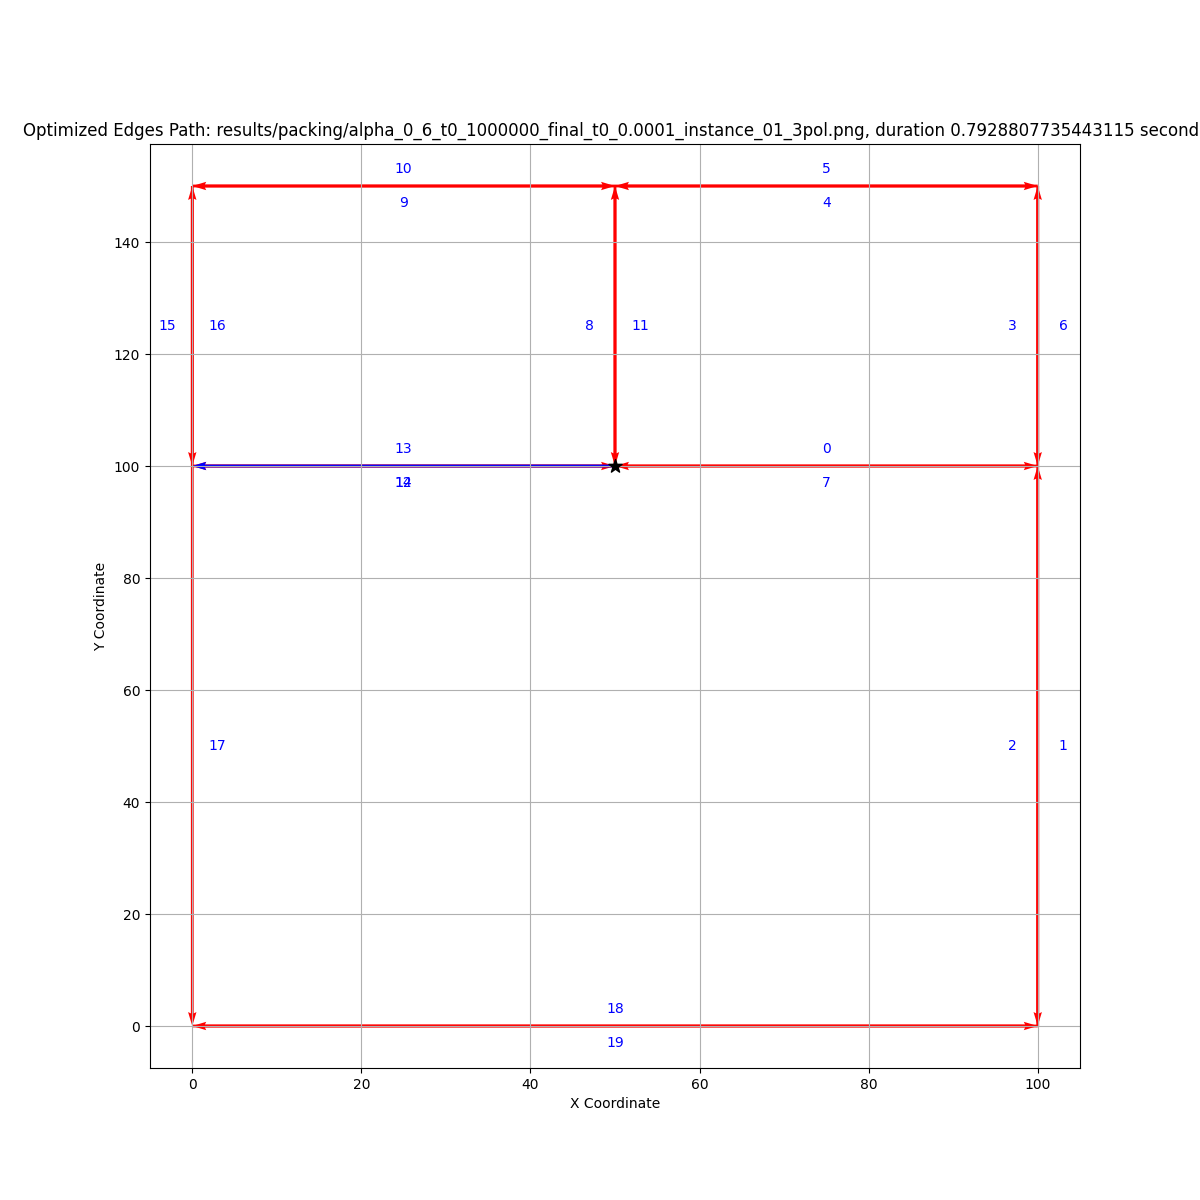 Optimized Edges Path: results/packing/alpha_0_6_t0_1000000_final_t0_0.0001_instance_01_3pol.png, duration 0.7928807735443115 second
10 5
9 4
140
15 16 8 11 3 6
120
13 0
100
12 14 7
80
Y Coordinate
60
17 2 1
40
20
18
0
19
0 20 40 60 80 100
X Coordinate